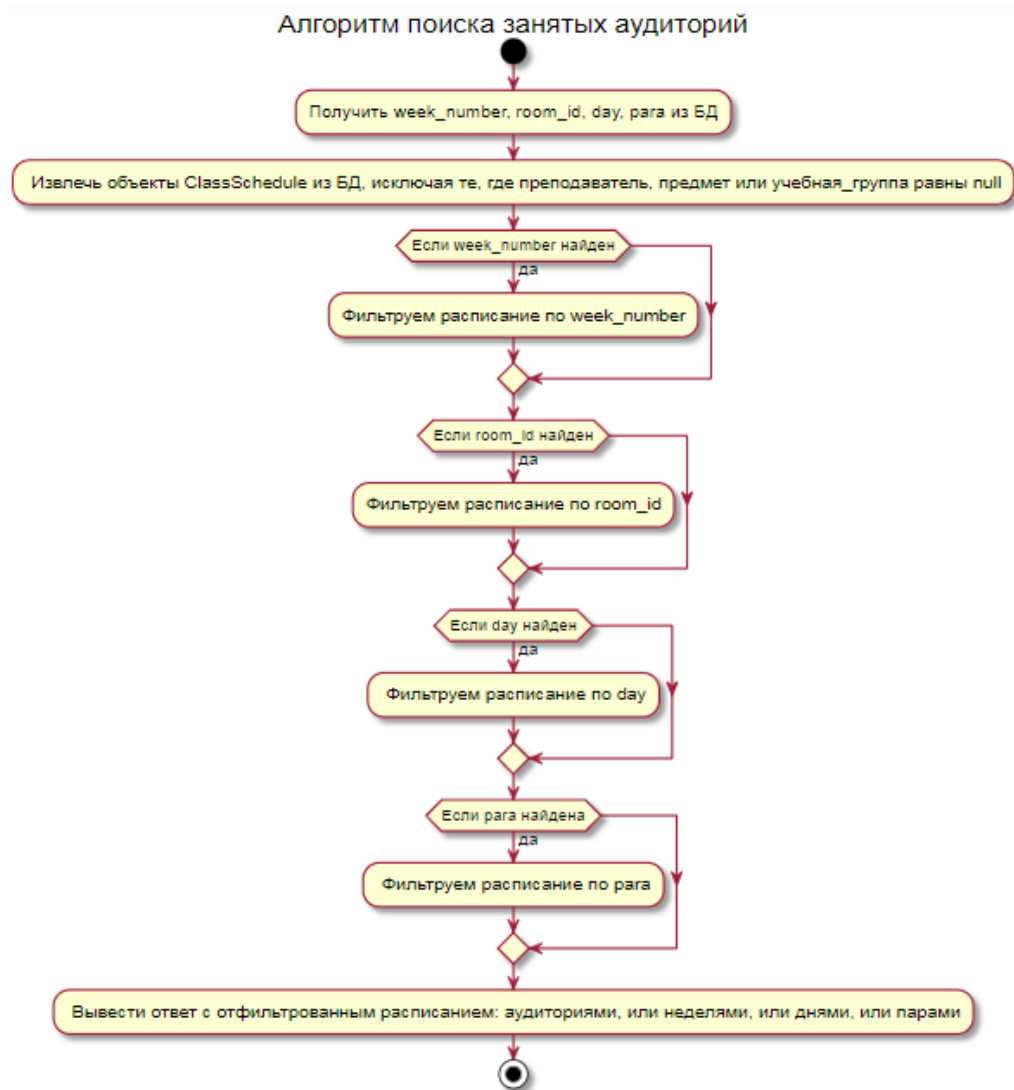 Алгоритм поиска занятых аудиторий
Получить week_number, room_id, day, para из БД
Извлечь объекты ClassSchedule из БД, исключая те, где преподаватель, предмет или учебная_группа равны null
Если week_number найден
да
Фильтруем расписание по week_number
Если room_id найден
да
Фильтруем расписание по room_id
Если day найден
да
Фильтруем расписание по day
Если para найдена
да
Фильтруем расписание по para
Вывести ответ с отфильтрованным расписанием: аудиториями, или неделями, или днями, или парами